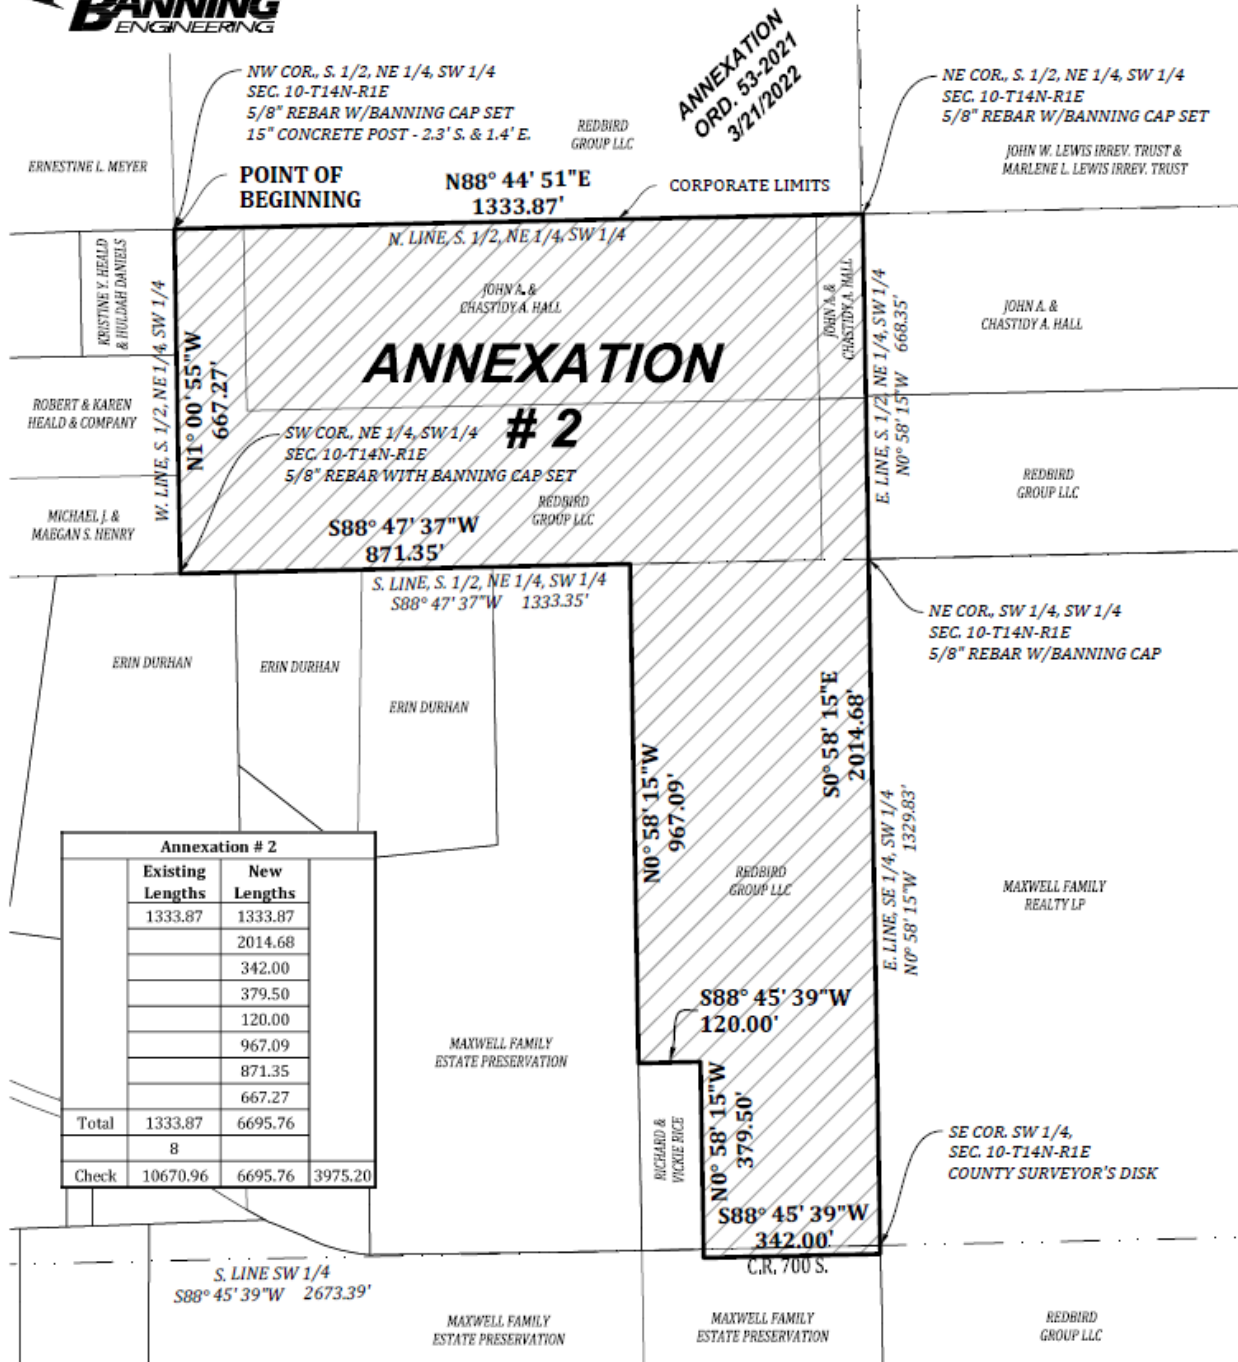 BANNING
ENGINEERING
NW COR., S. 1/2, NE 1/4, SW 1/4
SEC. 10-T14N-R1E
5/8" REBAR W/BANNING CAP SET
15" CONCRETE POST - 2.3' S. & 1.4' E.
REDBIRD
GROUP LLC
ANNEXATION
ORD. 53-2021
3/21/2022
NE COR., S. 1/2, NE 1/4, SW 1/4
SEC. 10-T14N-R1E
5/8" REBAR W/BANNING CAP SET
JOHN W. LEWIS IRREV. TRUST &
MARLENE L. LEWIS IRREV. TRUST
ERNESTINE L. MEYER
POINT OF
BEGINNING
N88° 44' 51"E
1333.87'
CORPORATE LIMITS
N. LINE, S. 1/2, NE 1/4, SW 1/4
KRISTINE Y. HEALD
& HULDAH DANIELS
W. LINE, S. 1/2, NE 1/4, SW 1/4
N1° 00' 55"W
667.27'
JOHN A. &
CHASTIDY A. HALL
JOHN A. &
CHASTIDY A. HALL
E. LINE, S. 1/2, NE 1/4, SW 1/4
N0° 58' 15"W 668.35'
JOHN A. &
CHASTIDY A. HALL
ANNEXATION
# 2
ROBERT & KAREN
HEALD & COMPANY
SW COR., NE 1/4, SW 1/4
SEC. 10-T14N-R1E
5/8" REBAR WITH BANNING CAP SET
REDBIRD
GROUP LLC
REDBIRD
GROUP LLC
MICHAEL J. &
MAEGAN S. HENRY
S88° 47' 37"W
871.35'
S. LINE, S. 1/2, NE 1/4, SW 1/4
S88° 47' 37"W 1333.35'
NE COR., SW 1/4, SW 1/4
SEC. 10-T14N-R1E
5/8" REBAR W/BANNING CAP
ERIN DURHAN
ERIN DURHAN
ERIN DURHAN
N0° 58' 15"W
967.09'
S0° 58' 15"E
2014.68'
E. LINE, SE 1/4, SW 1/4
N0° 58' 15"W 1329.83'
REDBIRD
GROUP LLC
MAXWELL FAMILY
REALTY LP
Annexation # 2
Existing Lengths New Lengths
1333.87 1333.87
2014.68
342.00
379.50
120.00
967.09
871.35
667.27
Total 1333.87 6695.76
8
Check 10670.96 6695.76 3975.20
S88° 45' 39"W
120.00'
MAXWELL FAMILY
ESTATE PRESERVATION
RICHARD &
VICKIE RICE
N0° 58' 15"W
379.50'
SE COR. SW 1/4,
SEC. 10-T14N-R1E
COUNTY SURVEYOR'S DISK
S88° 45' 39"W
342.00'
C.R. 700 S.
S. LINE SW 1/4
S88° 45' 39"W 2673.39'
MAXWELL FAMILY
ESTATE PRESERVATION
MAXWELL FAMILY
ESTATE PRESERVATION
REDBIRD
GROUP LLC